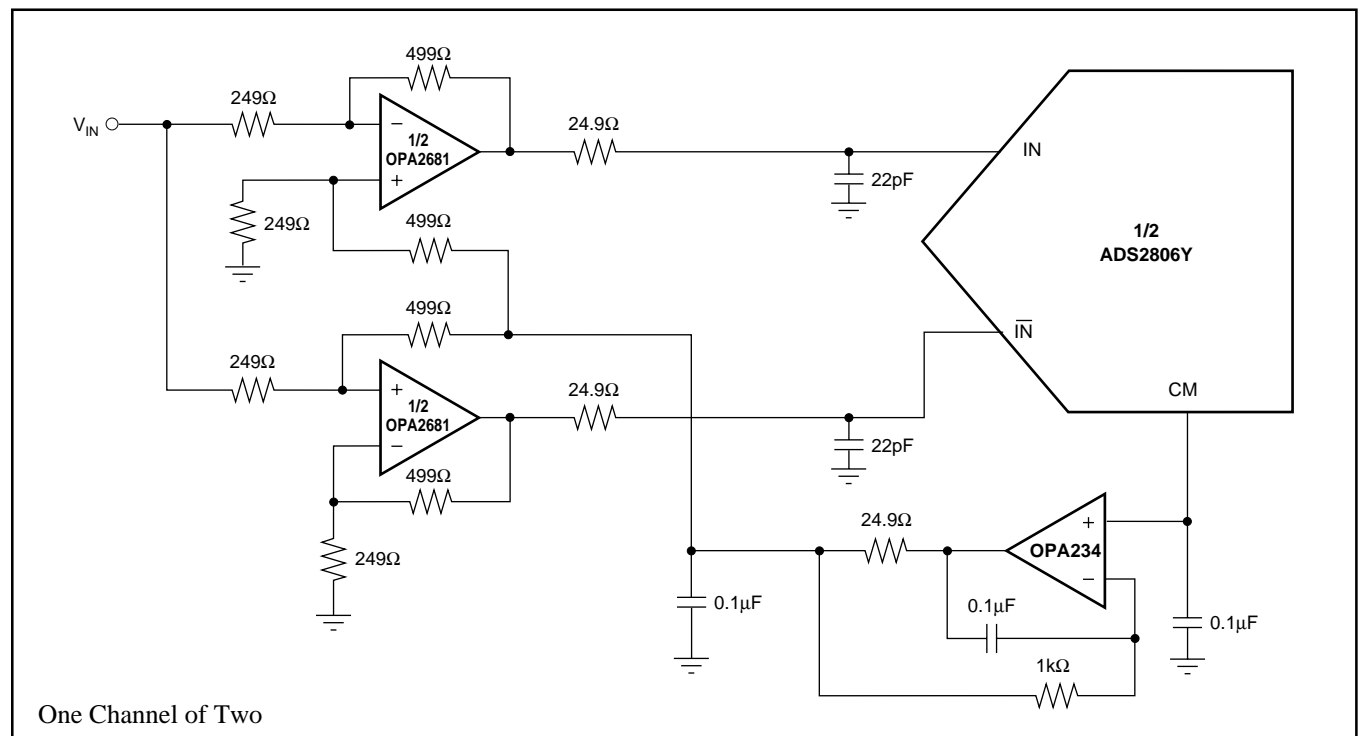 499Ω
249Ω
V_IN
−
1/2
OPA2681
+
24.9Ω
IN
22pF
249Ω
499Ω
1/2
ADS2806Y
499Ω
249Ω
IN̅
+
1/2
OPA2681
−
24.9Ω
CM
22pF
499Ω
249Ω
24.9Ω
+
OPA234
−
0.1µF
0.1µF
0.1µF
1kΩ
One Channel of Two